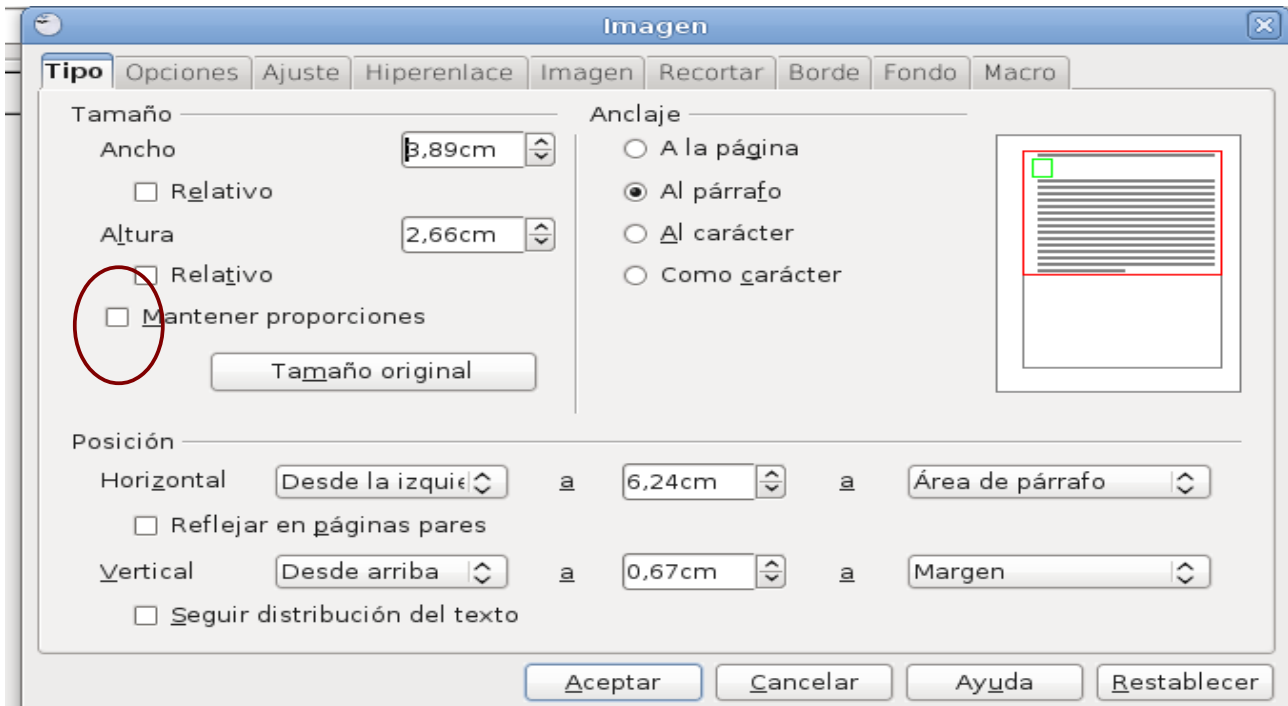 Imagen
Tipo Opciones Ajuste Hiperenlace Imagen Recortar Borde Fondo Macro
Tamaño
Ancho 3,89cm
Relativo
Altura 2,66cm
Relativo
Mantener proporciones
Tamaño original
Anclaje
A la página
Al párrafo
Al carácter
Como carácter
Posición
Horizontal Desde la izquie a 6,24cm a Área de párrafo
Reflejar en páginas pares
Vertical Desde arriba a 0,67cm a Margen
Seguir distribución del texto
Aceptar Cancelar Ayuda Restablecer